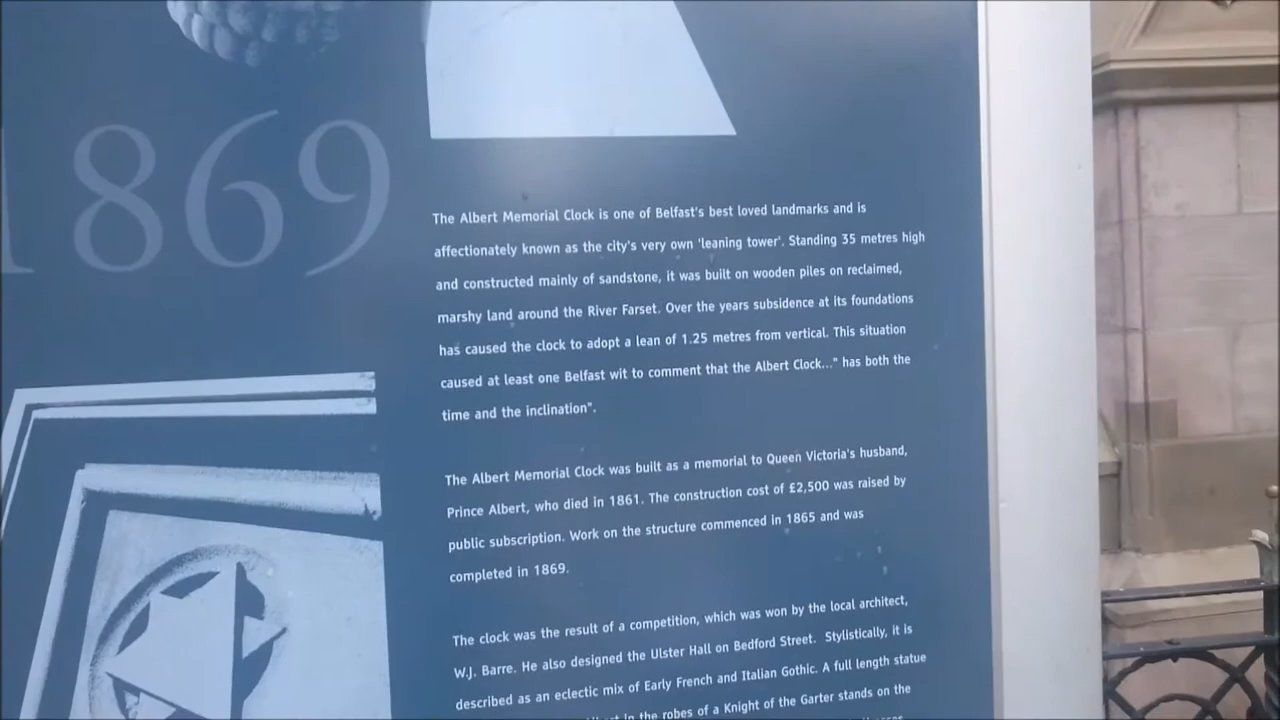 1869
The Albert Memorial Clock is one of Belfast's best loved landmarks and is
affectionately known as the city's very own 'leaning tower'. Standing 35 metres high
and constructed mainly of sandstone, it was built on wooden piles on reclaimed,
marshy land around the River Farset. Over the years subsidence at its foundations
has caused the clock to adopt a lean of 1.25 metres from vertical. This situation
caused at least one Belfast wit to comment that the Albert Clock..." has both the
time and the inclination".
The Albert Memorial Clock was built as a memorial to Queen Victoria's husband,
Prince Albert, who died in 1861. The construction cost of £2,500 was raised by
public subscription. Work on the structure commenced in 1865 and was
completed in 1869.
The clock was the result of a competition, which was won by the local architect,
W.J. Barre. He also designed the Ulster Hall on Bedford Street. Stylistically, it is
described as an eclectic mix of Early French and Italian Gothic. A full length statue
in the robes of a Knight of the Garter stands on the